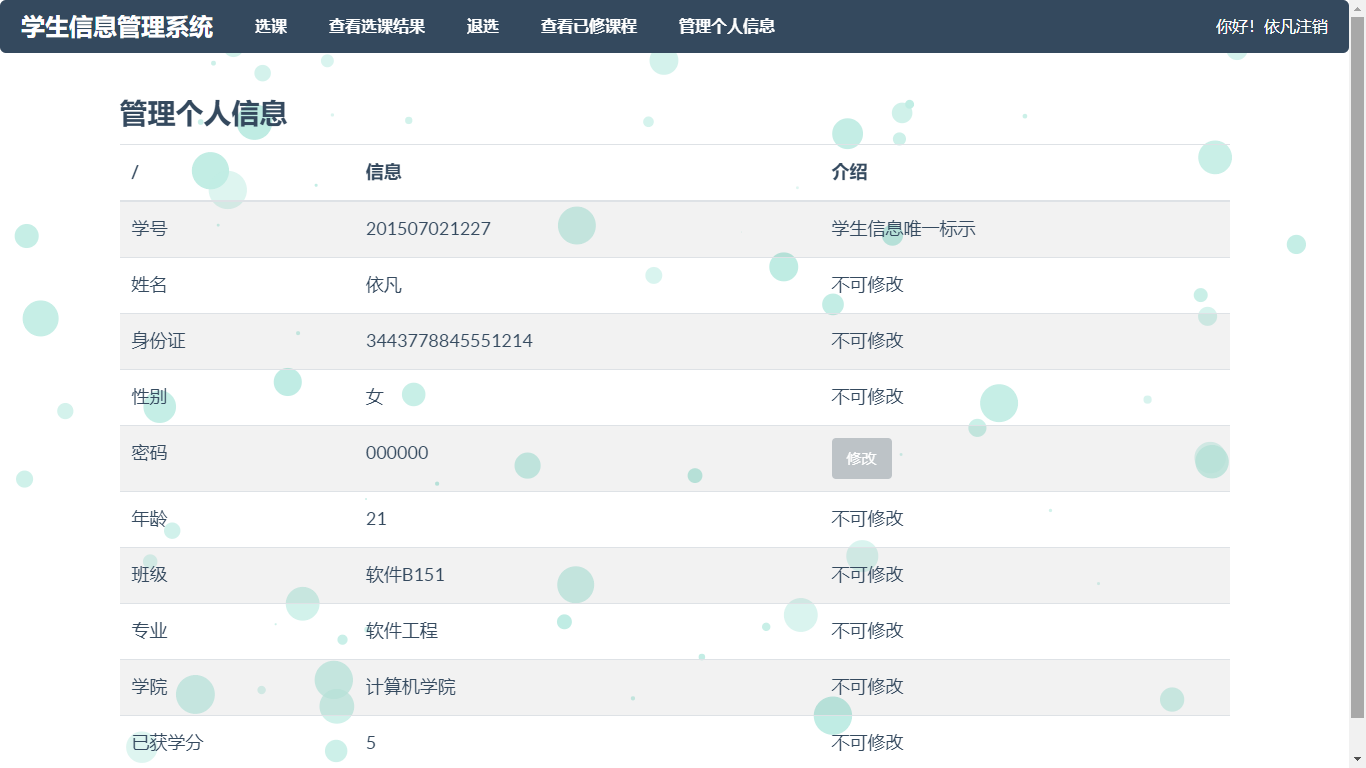 学生信息管理系统 选课 查看选课结果 退选 查看已修课程 管理个人信息 你好！依凡注销
管理个人信息
/ 信息 介绍
学号 201507021227 学生信息唯一标示
姓名 依凡 不可修改
身份证 3443778845551214 不可修改
性别 女 不可修改
密码 000000 修改
年龄 21 不可修改
班级 软件B151 不可修改
专业 软件工程 不可修改
学院 计算机学院 不可修改
已获学分 5 不可修改